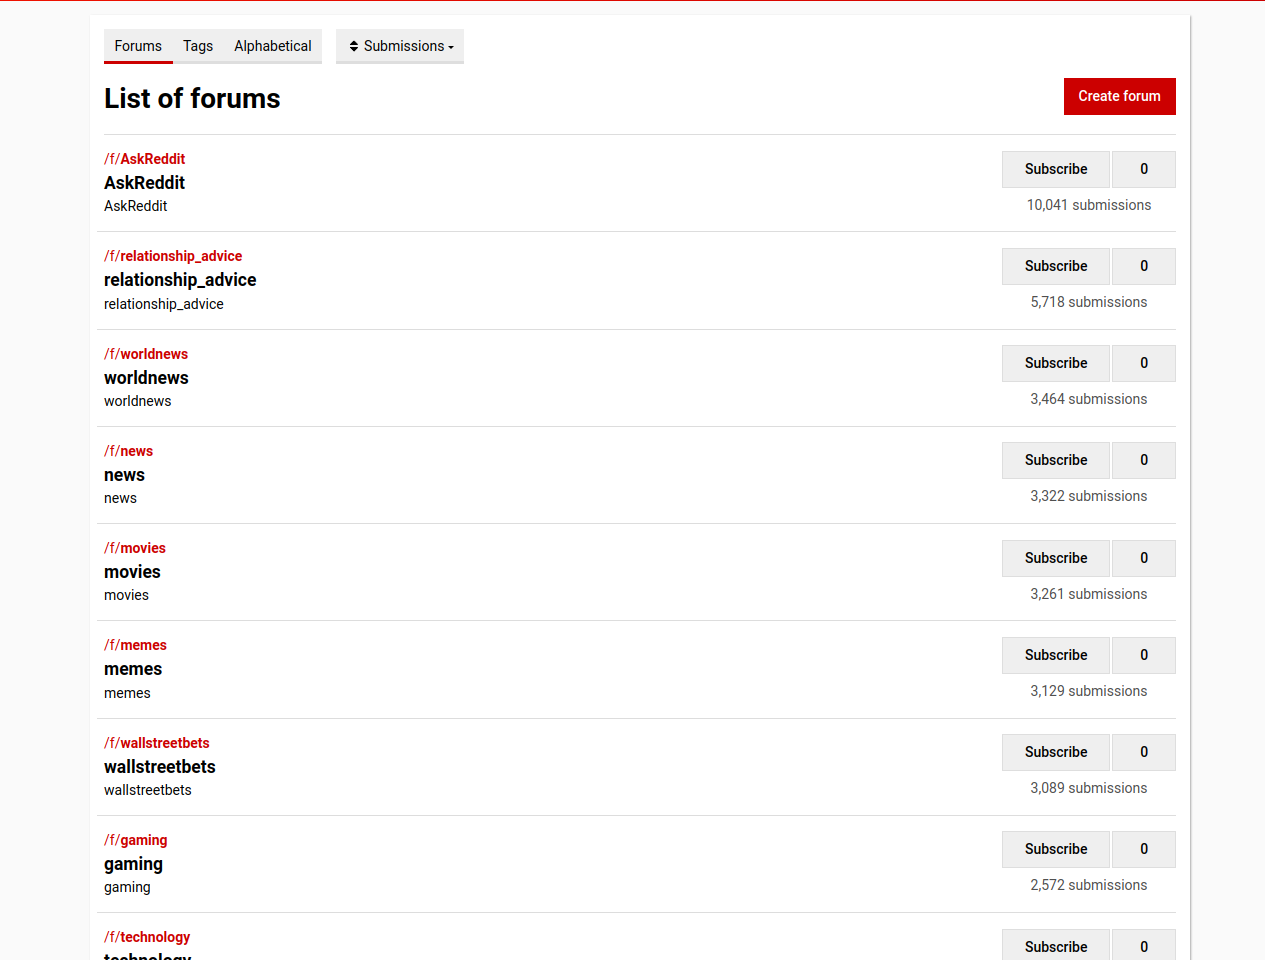 Forums Tags Alphabetical Submissions
List of forums
Create forum
/f/AskReddit
AskReddit
AskReddit
Subscribe 0
10,041 submissions
/f/relationship_advice
relationship_advice
relationship_advice
Subscribe 0
5,718 submissions
/f/worldnews
worldnews
worldnews
Subscribe 0
3,464 submissions
/f/news
news
news
Subscribe 0
3,322 submissions
/f/movies
movies
movies
Subscribe 0
3,261 submissions
/f/memes
memes
memes
Subscribe 0
3,129 submissions
/f/wallstreetbets
wallstreetbets
wallstreetbets
Subscribe 0
3,089 submissions
/f/gaming
gaming
gaming
Subscribe 0
2,572 submissions
/f/technology
technology
Subscribe 0